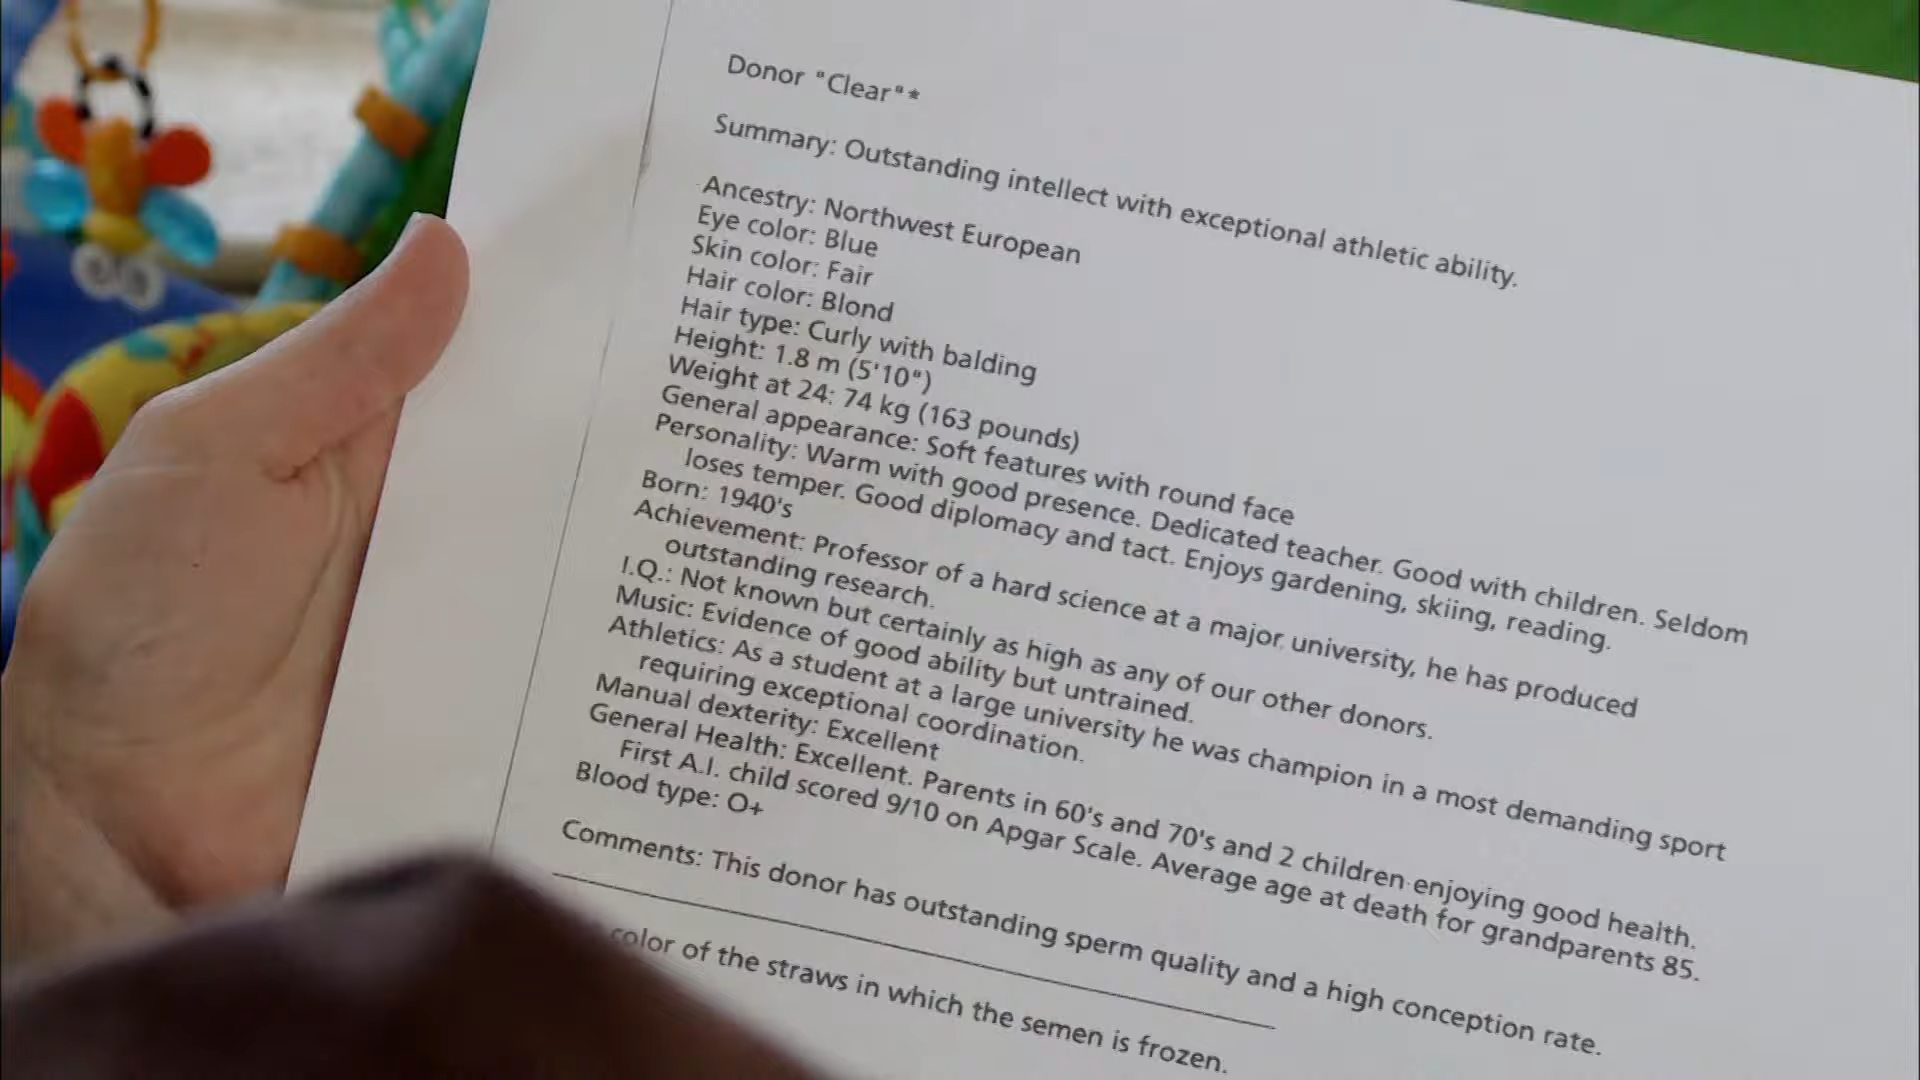 Donor "Clear"*
Summary: Outstanding intellect with exceptional athletic ability.
Ancestry: Northwest European
Eye color: Blue
Skin color: Fair
Hair color: Blond
Hair type: Curly with balding
Height: 1.8 m (5'10")
Weight at 24: 74 kg (163 pounds)
General appearance: Soft features with round face
Personality: Warm with good presence. Dedicated teacher. Good with children. Seldom
loses temper. Good diplomacy and tact. Enjoys gardening, skiing, reading.
Born: 1940's
Achievement: Professor of a hard science at a major university, he has produced
outstanding research.
I.Q.: Not known but certainly as high as any of our other donors.
Music: Evidence of good ability but untrained.
Athletics: As a student at a large university he was champion in a most demanding sport
requiring exceptional coordination.
Manual dexterity: Excellent
General Health: Excellent. Parents in 60's and 70's and 2 children enjoying good health.
First A.I. child scored 9/10 on Apgar Scale. Average age at death for grandparents 85.
Blood type: O+
Comments: This donor has outstanding sperm quality and a high conception rate.
color of the straws in which the semen is frozen.